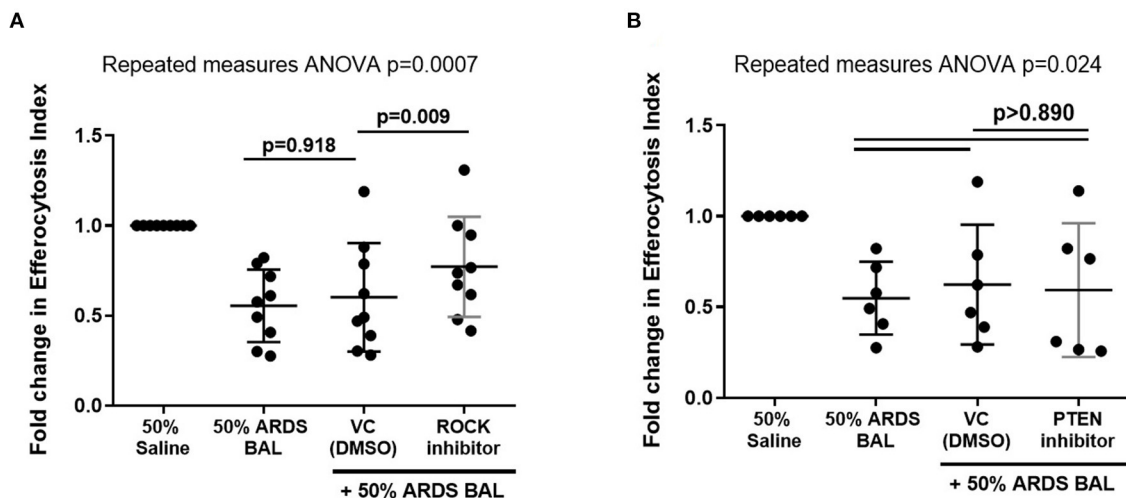 A
Repeated measures ANOVA p=0.0007
Fold change in Efferocytosis Index
1.5
1.0
0.5
0.0
p=0.009
p=0.918
50%
Saline
50% ARDS
BAL
VC
(DMSO)
ROCK
inhibitor
+ 50% ARDS BAL
B
Repeated measures ANOVA p=0.024
Fold change in Efferocytosis Index
1.5
1.0
0.5
0.0
p>0.890
50%
Saline
50% ARDS
BAL
VC
(DMSO)
PTEN
inhibitor
+ 50% ARDS BAL